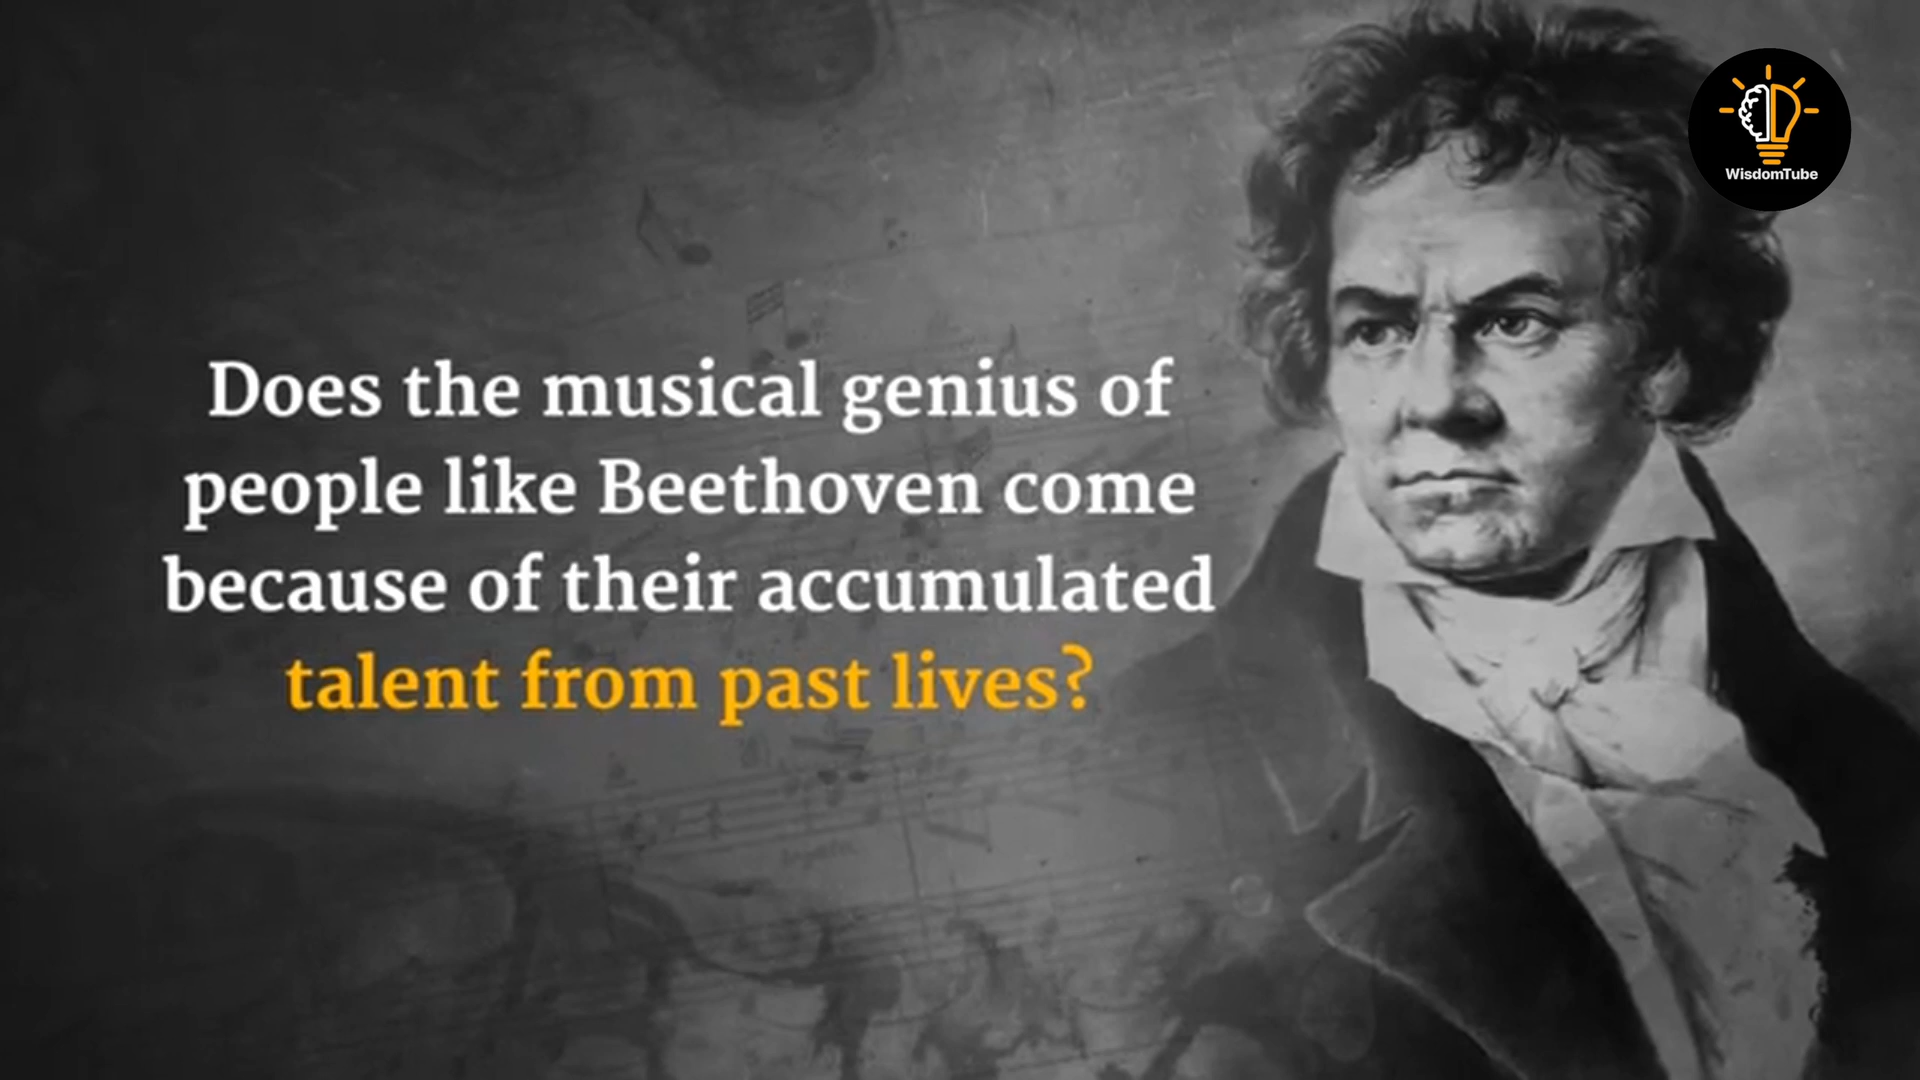 WisdomTube
Does the musical genius of
people like Beethoven come
because of their accumulated
talent from past lives?